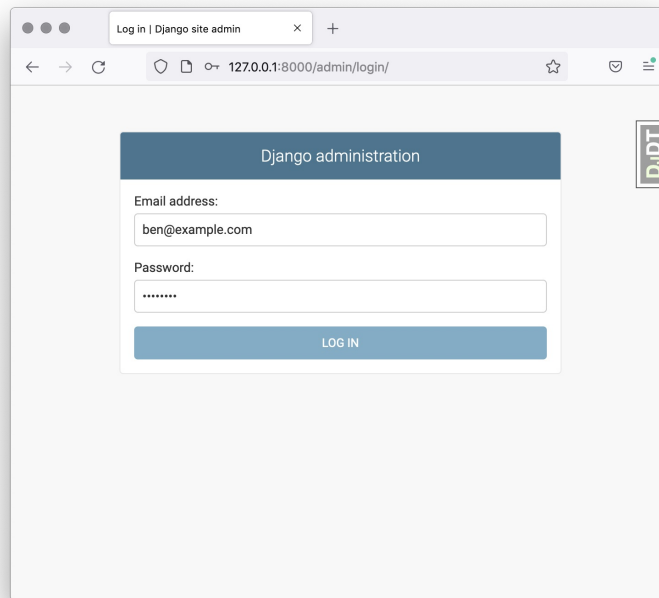 Log in | Django site admin
127.0.0.1:8000/admin/login/
DjDT
Django administration
Email address:
ben@example.com
Password:
••••••••
LOG IN